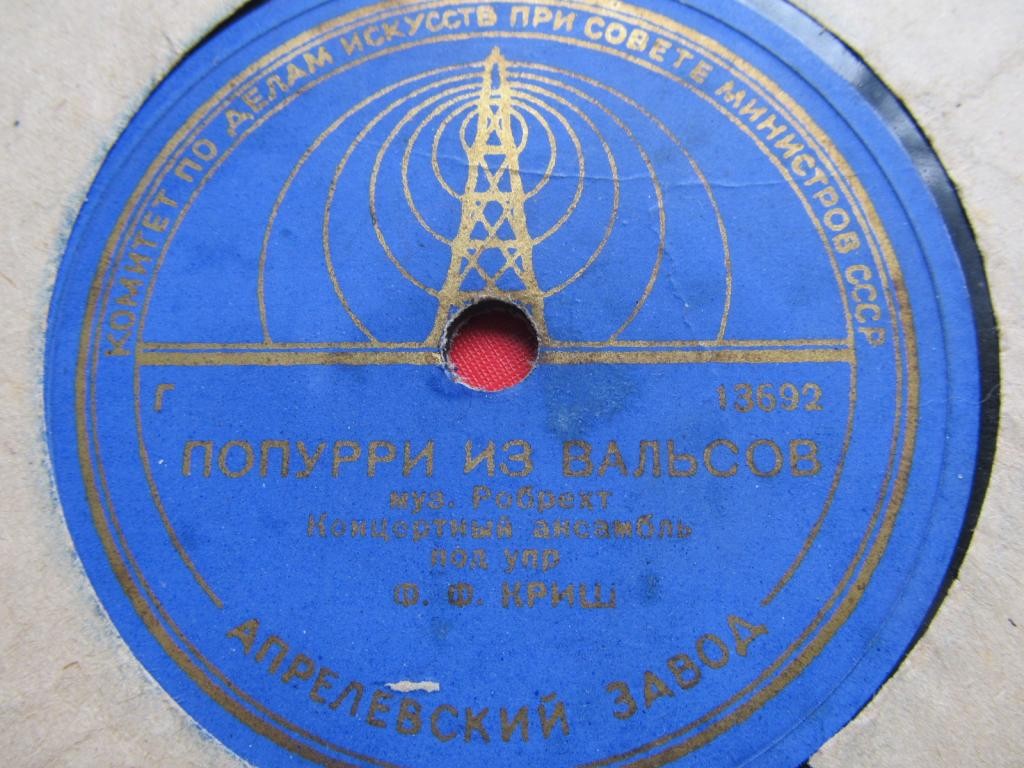 КОМИТЕТ ПО ДЕЛАМ ИСКУССТВ ПРИ СОВЕТЕ МИНИСТРОВ СССР
Г 13692
ПОПУРРИ ИЗ ВАЛЬСОВ
муз. Робрехт
Концертный ансамбль
под упр
Ф. Ф. КРИШ
АПРЕЛЕВСКИЙ ЗАВОД